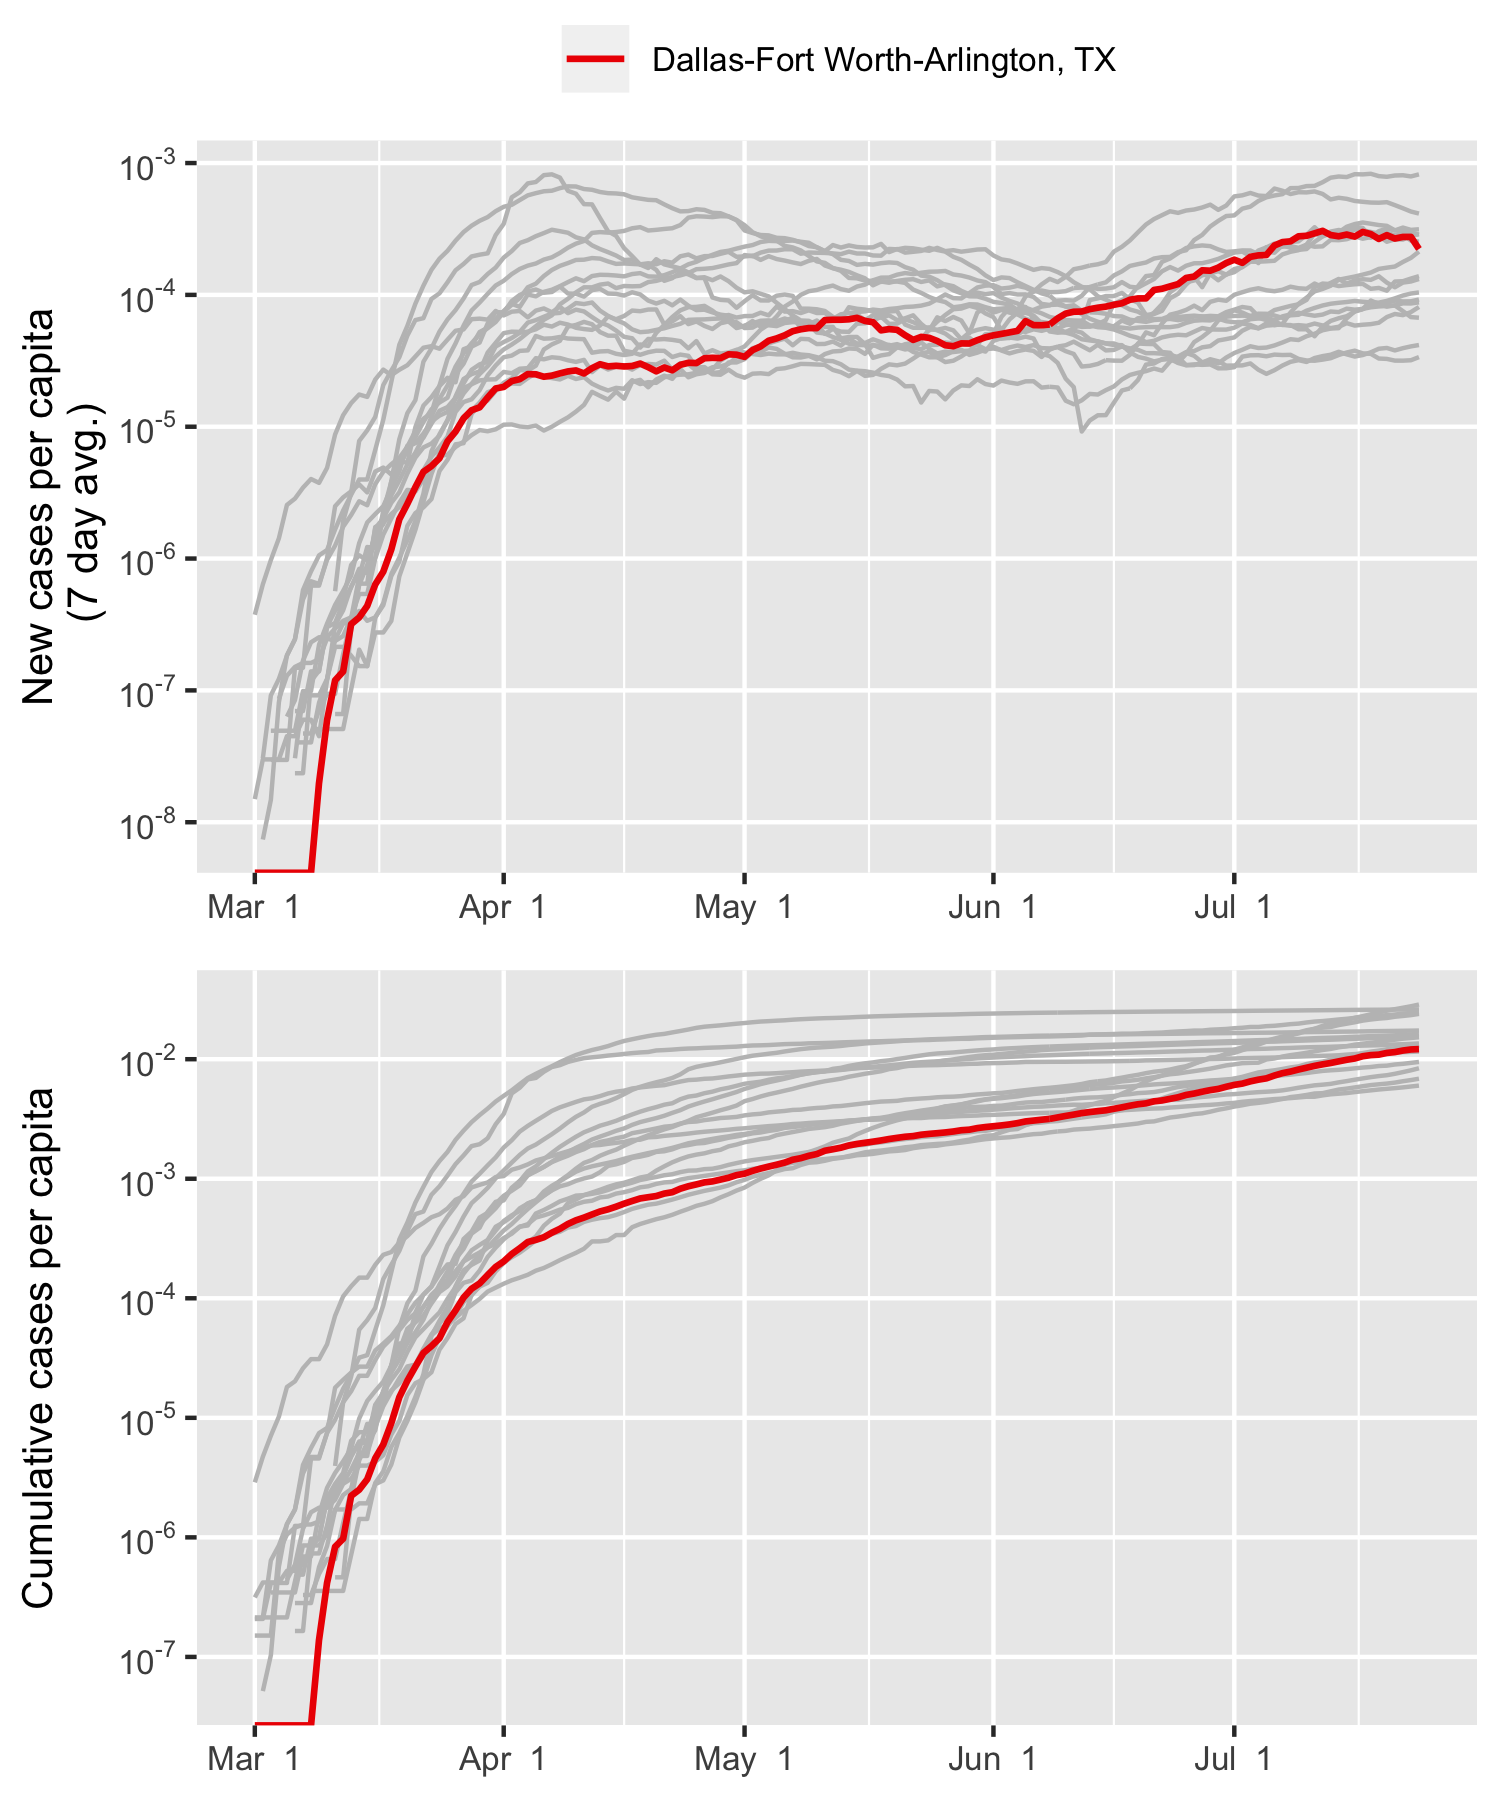 Dallas-Fort Worth-Arlington, TX
New cases per capita
(7 day avg.)
10-3
10-4
10-5
10-6
10-7
10-8
Mar 1 Apr 1 May 1 Jun 1 Jul 1
Cumulative cases per capita
10-2
10-3
10-4
10-5
10-6
10-7
Mar 1 Apr 1 May 1 Jun 1 Jul 1